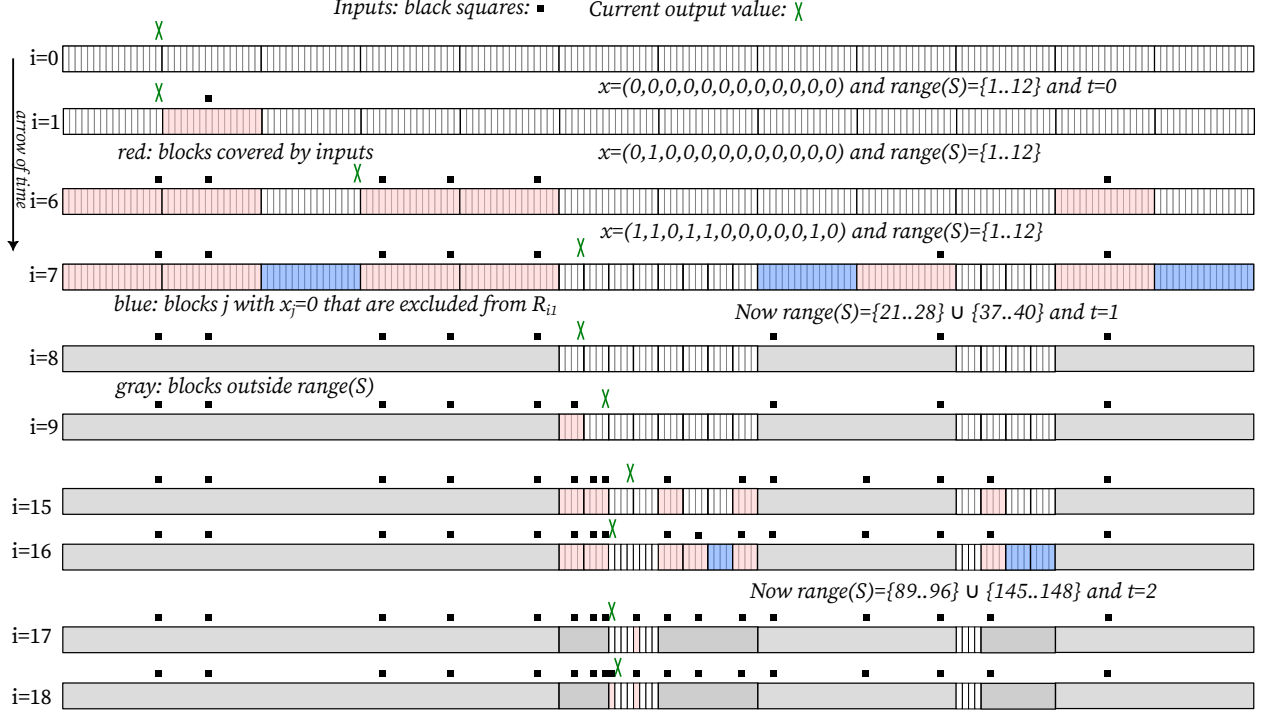 Inputs: black squares: ■ Current output value: χ
i=0
x=(0,0,0,0,0,0,0,0,0,0,0,0) and range(S)={1..12} and t=0
i=1
arrow of time
red: blocks covered by inputs x=(0,1,0,0,0,0,0,0,0,0,0,0) and range(S)={1..12}
i=6
x=(1,1,0,1,1,0,0,0,0,0,1,0) and range(S)={1..12}
i=7
blue: blocks j with xⱼ=0 that are excluded from Rᵢ₁ Now range(S)={21..28} ∪ {37..40} and t=1
i=8
gray: blocks outside range(S)
i=9
i=15
i=16
Now range(S)={89..96} ∪ {145..148} and t=2
i=17
i=18